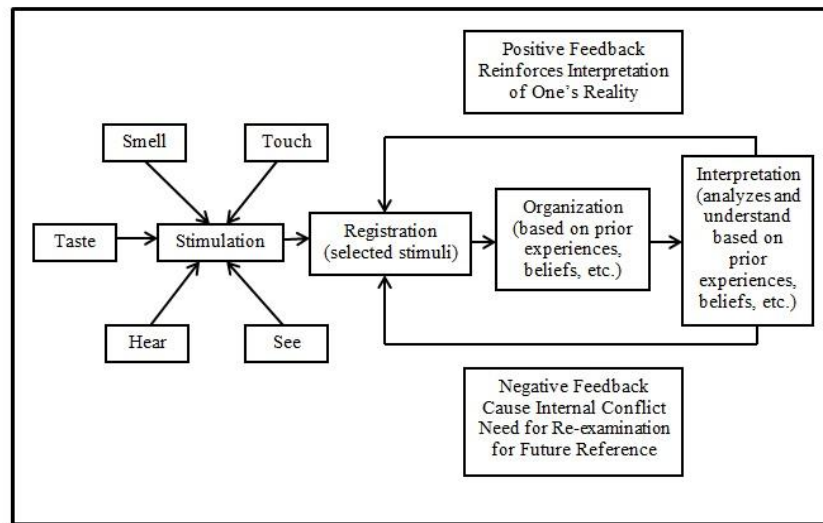 Positive Feedback
Reinforces Interpretation
of One's Reality
Smell
Touch
Taste
Stimulation
Registration
(selected stimuli)
Organization
(based on prior
experiences,
beliefs, etc.)
Interpretation
(analyzes and
understand
based on
prior
experiences,
beliefs, etc.)
Hear
See
Negative Feedback
Cause Internal Conflict
Need for Re-examination
for Future Reference